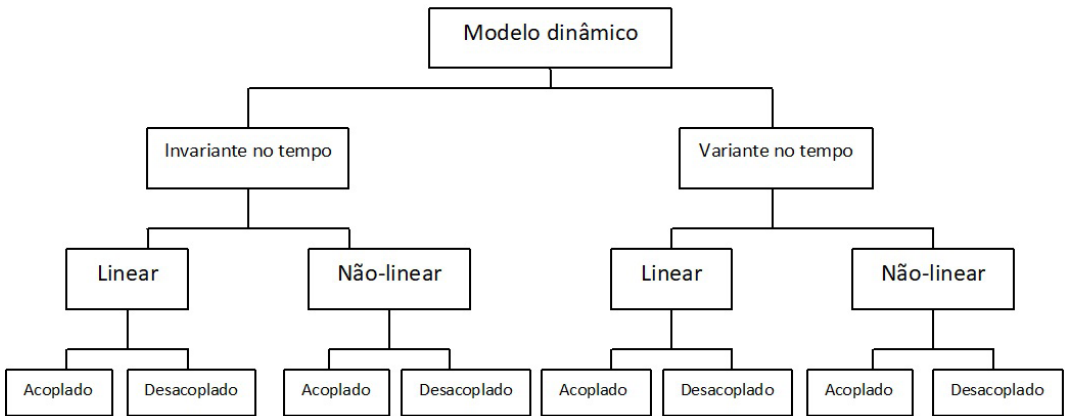 Modelo dinâmico
Invariante no tempo
Variante no tempo
Linear
Não-linear
Linear
Não-linear
Acoplado
Desacoplado
Acoplado
Desacoplado
Acoplado
Desacoplado
Acoplado
Desacoplado